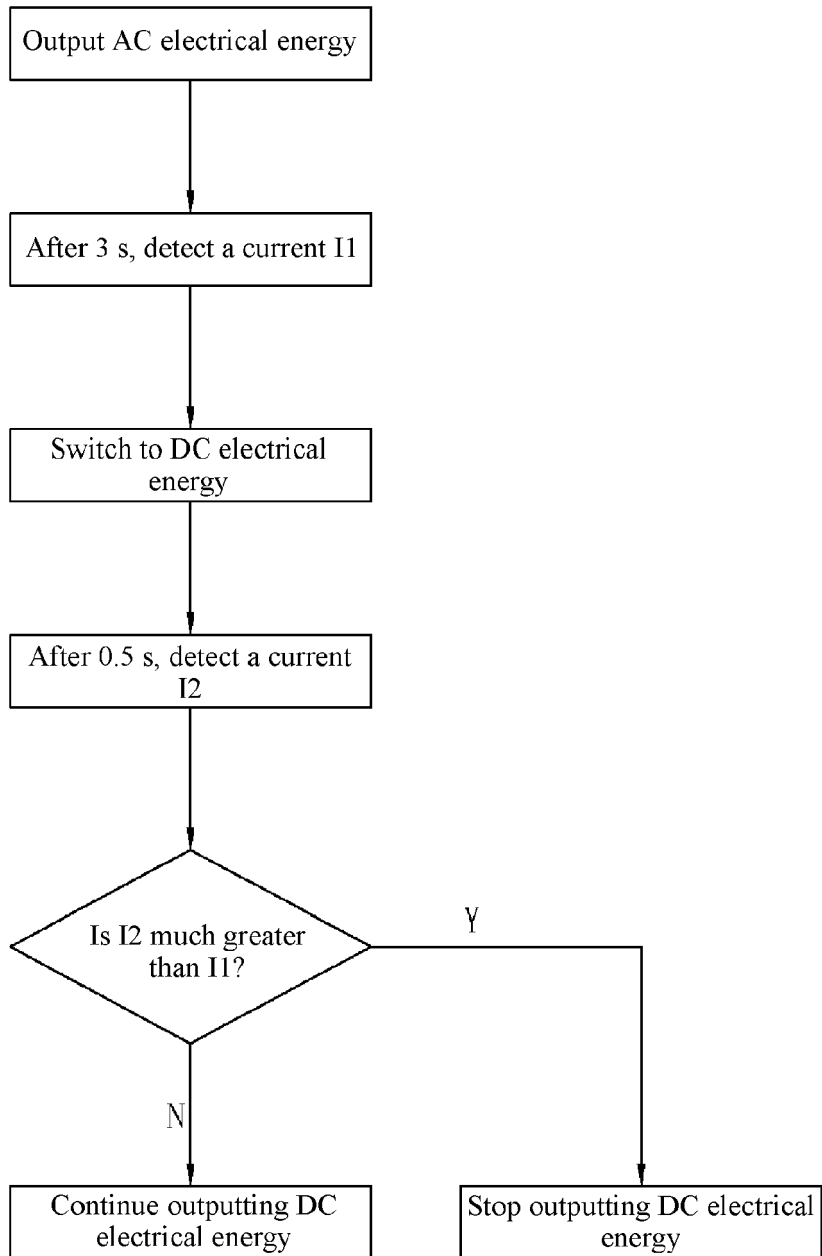 Output AC electrical energy
After 3 s, detect a current I1
Switch to DC electrical
energy
After 0.5 s, detect a current
I2
Is I2 much greater
than I1?
Y
N
Continue outputting DC
electrical energy
Stop outputting DC electrical
energy